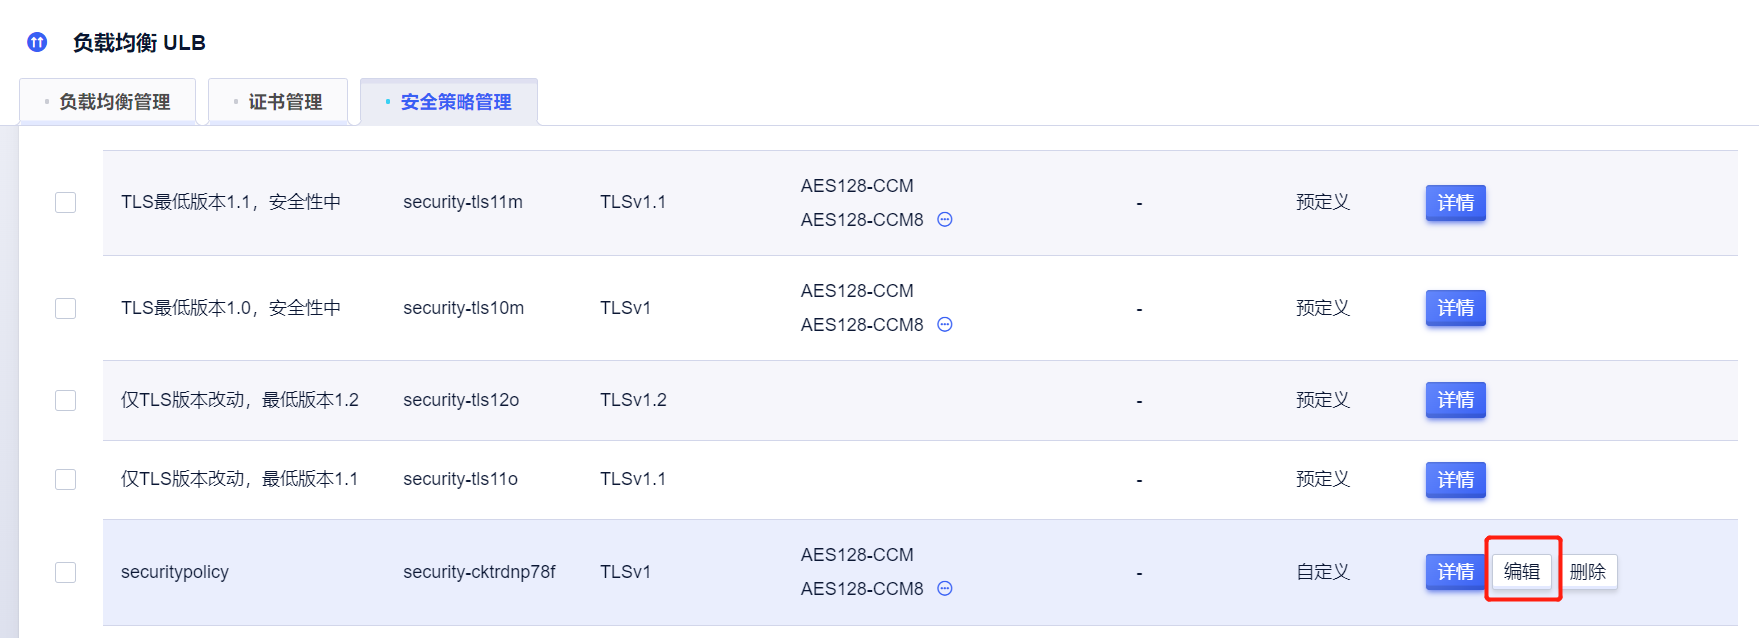 负载均衡 ULB
负载均衡管理
证书管理
安全策略管理
TLS最低版本1.1，安全性中
security-tls11m
TLSv1.1
AES128-CCM
AES128-CCM8
-
预定义
详情
TLS最低版本1.0，安全性中
security-tls10m
TLSv1
AES128-CCM
AES128-CCM8
-
预定义
详情
仅TLS版本改动，最低版本1.2
security-tls12o
TLSv1.2
-
预定义
详情
仅TLS版本改动，最低版本1.1
security-tls11o
TLSv1.1
-
预定义
详情
securitypolicy
security-cktrdnp78f
TLSv1
AES128-CCM
AES128-CCM8
-
自定义
详情
编辑
删除